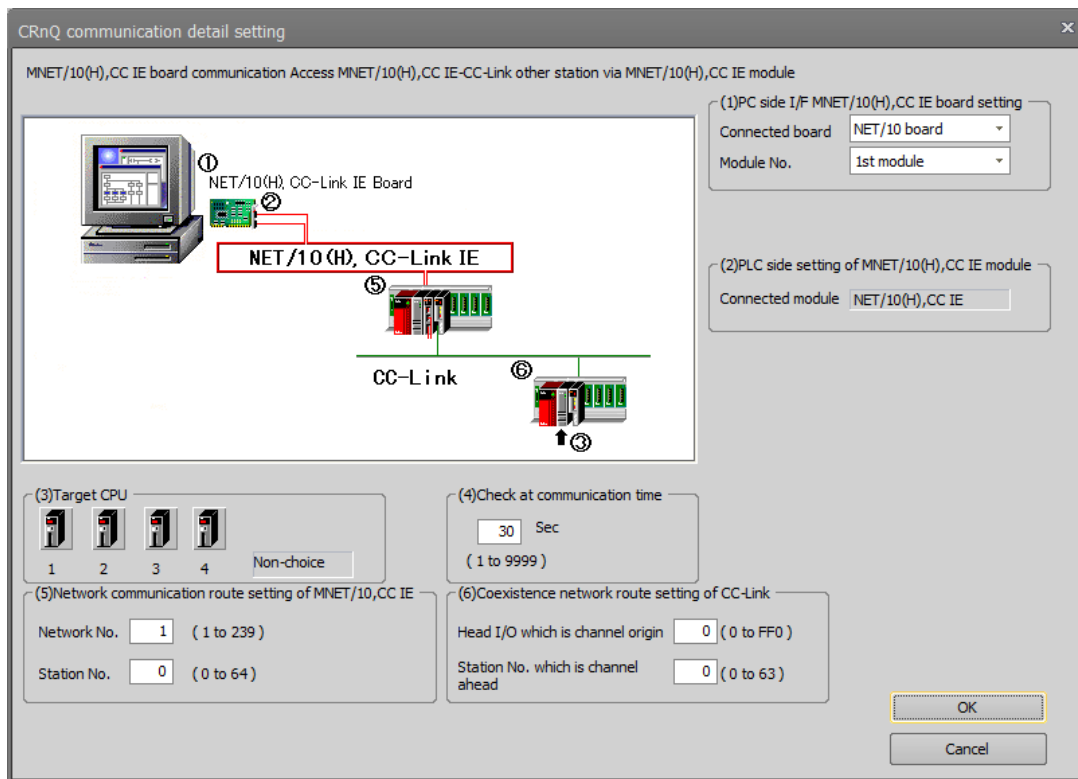 CRnQ communication detail setting
MNET/10(H),CC IE board communication Access MNET/10(H),CC IE-CC-Link other station via MNET/10(H),CC IE module
①
NET/10(H), CC-Link IE Board
②
NET/10(H), CC-Link IE
⑤
CC-Link
⑥
③
(1)PC side I/F MNET/10(H),CC IE board setting
Connected board NET/10 board
Module No. 1st module
(2)PLC side setting of MNET/10(H),CC IE module
Connected module NET/10(H),CC IE
(3)Target CPU
1 2 3 4 Non-choice
(4)Check at communication time
30 Sec
( 1 to 9999 )
(5)Network communication route setting of MNET/10,CC IE
Network No. 1 ( 1 to 239 )
Station No. 0 ( 0 to 64 )
(6)Coexistence network route setting of CC-Link
Head I/O which is channel origin 0 ( 0 to FF0 )
Station No. which is channel
ahead 0 ( 0 to 63 )
OK
Cancel